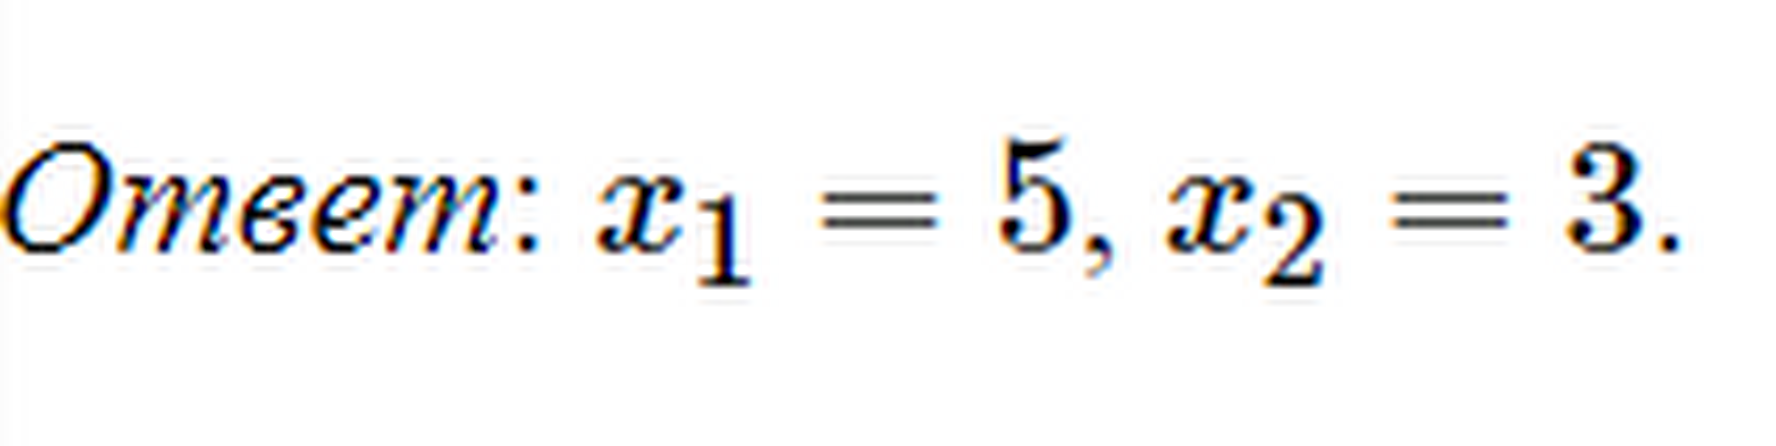 Ответ: x₁ = 5, x₂ = 3.